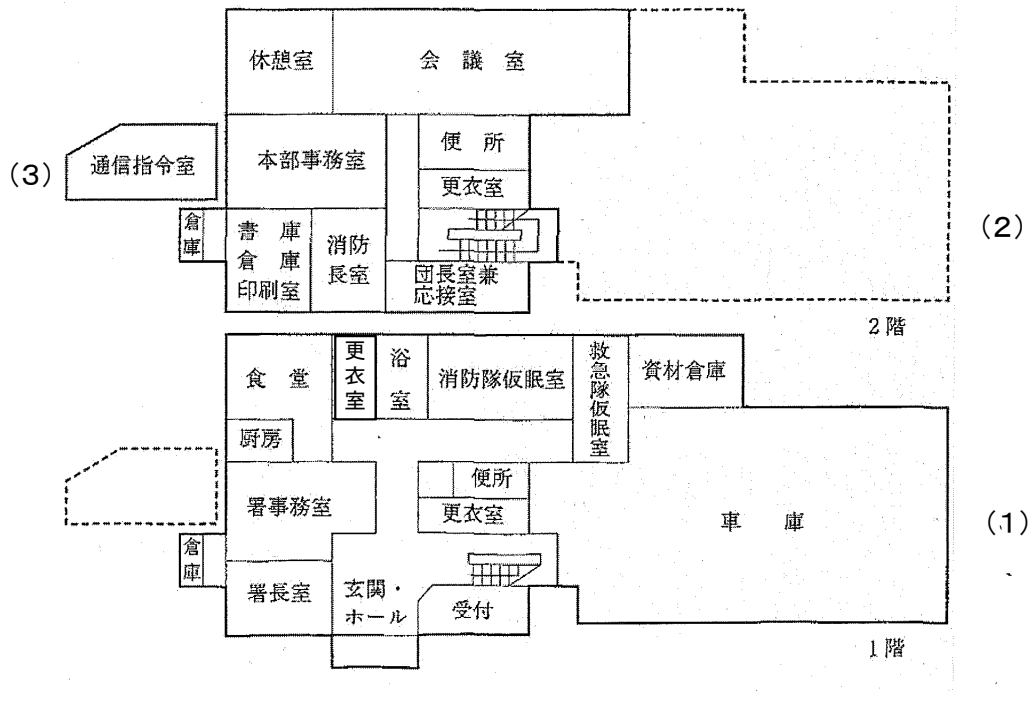 休憩室
会議室
(3)
通信指令室
本部事務室
便所
更衣室
倉庫
書庫
倉庫
印刷室
消防
長室
団長室兼
応接室
(2)
2階
食堂
更衣室
浴室
消防隊仮眠室
救急隊仮眠室
資材倉庫
厨房
署事務室
便所
更衣室
車庫
(1)
倉庫
署長室
玄関・
ホール
受付
1階